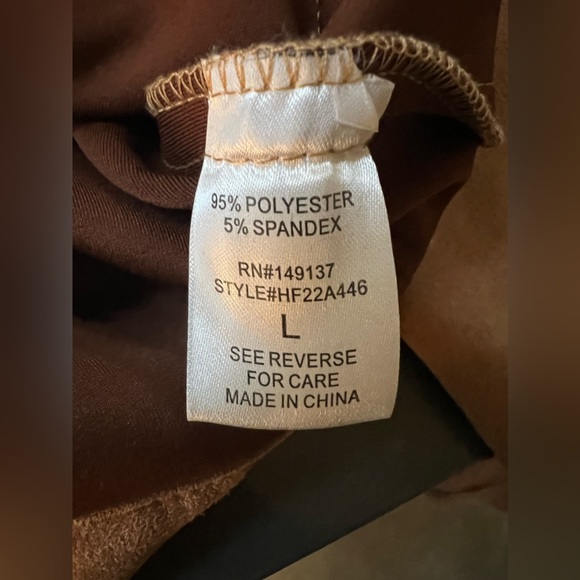 95% POLYESTER
5% SPANDEX
RN#149137
STYLE#HF22A446
L
SEE REVERSE
FOR CARE
MADE IN CHINA